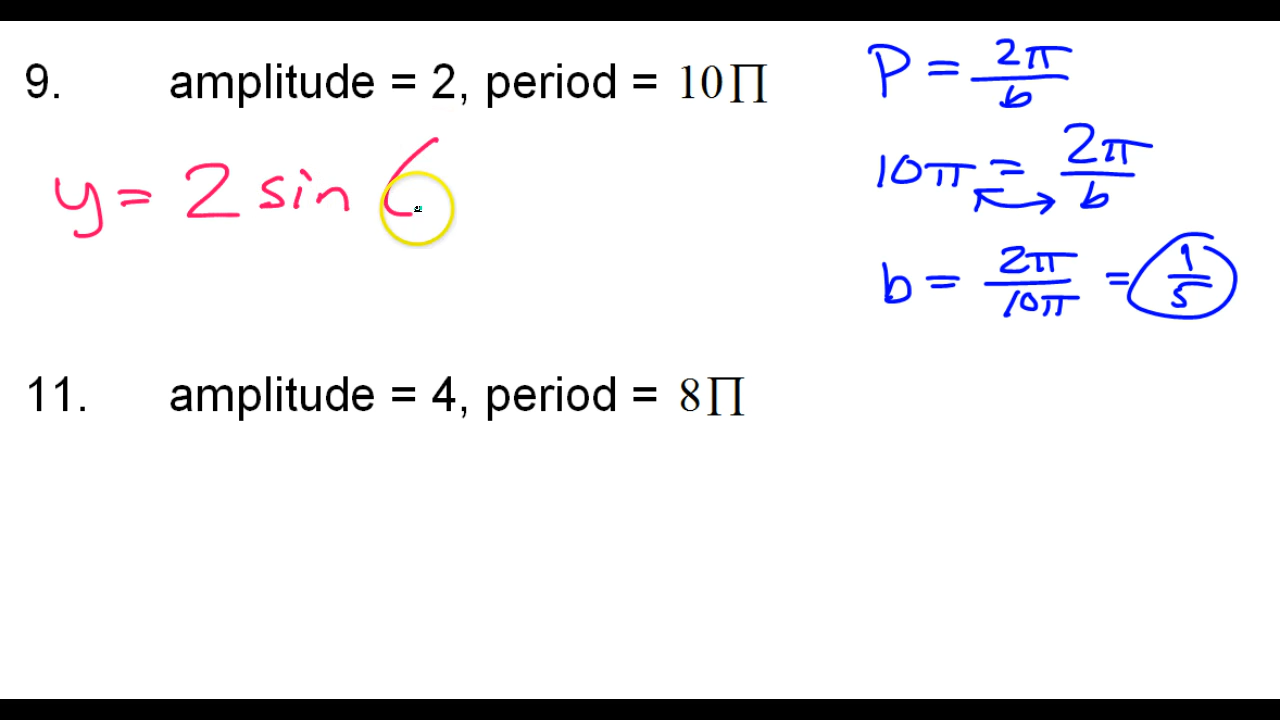 9. amplitude = 2, period = 10∏
y = 2 sin (
P = 2π/b
10π = 2π/b
b = 2π/10π = 1/5
11. amplitude = 4, period = 8∏